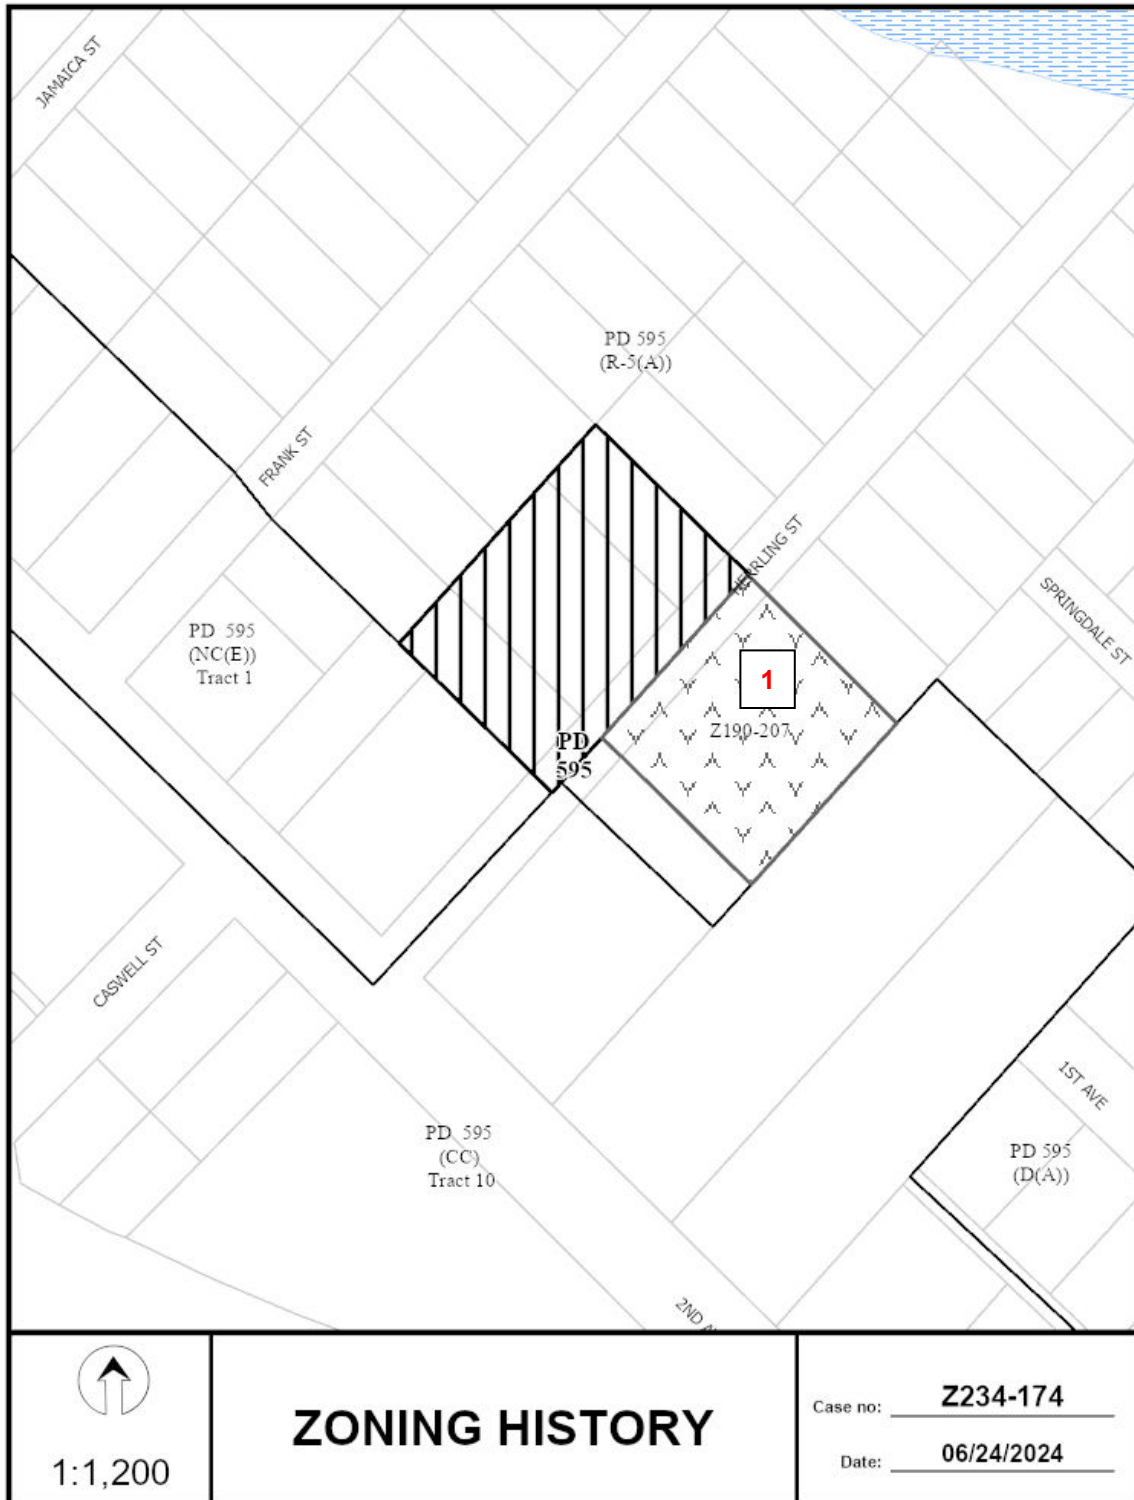 JAMAICA ST
PD 595
(R-5(A))
FRANK ST
HERRLING ST
SPRINGDALE ST
PD 595
(NC(E))
Tract 1
1
Z190-207
PD
595
CASWELL ST
1ST AVE
PD 595
(CC)
Tract 10
PD 595
(D(A))
2ND
1:1,200
ZONING HISTORY
Case no: Z234-174
Date: 06/24/2024